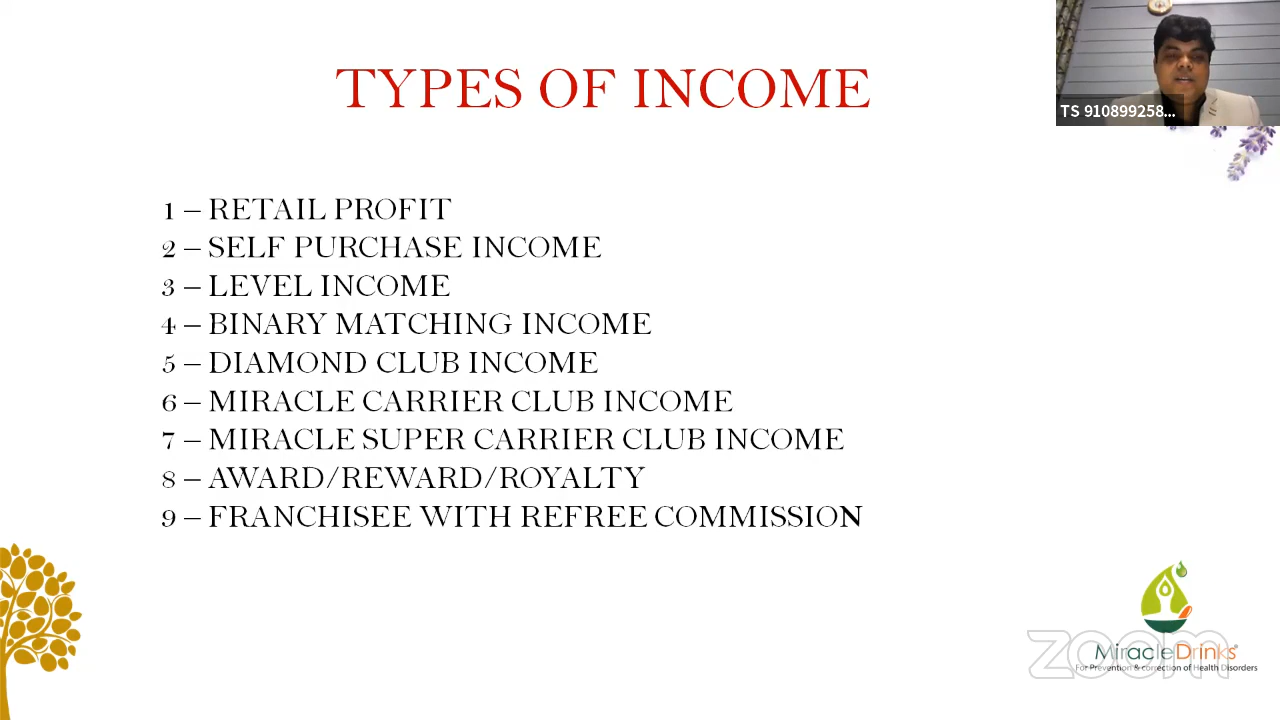 TYPES OF INCOME
TS 910899258...
1 – RETAIL PROFIT
2 – SELF PURCHASE INCOME
3 – LEVEL INCOME
4 – BINARY MATCHING INCOME
5 – DIAMOND CLUB INCOME
6 – MIRACLE CARRIER CLUB INCOME
7 – MIRACLE SUPER CARRIER CLUB INCOME
8 – AWARD/REWARD/ROYALTY
9 – FRANCHISEE WITH REFREE COMMISSION
zoom
MiracleDrinks
For Prevention & correction of Health Disorders